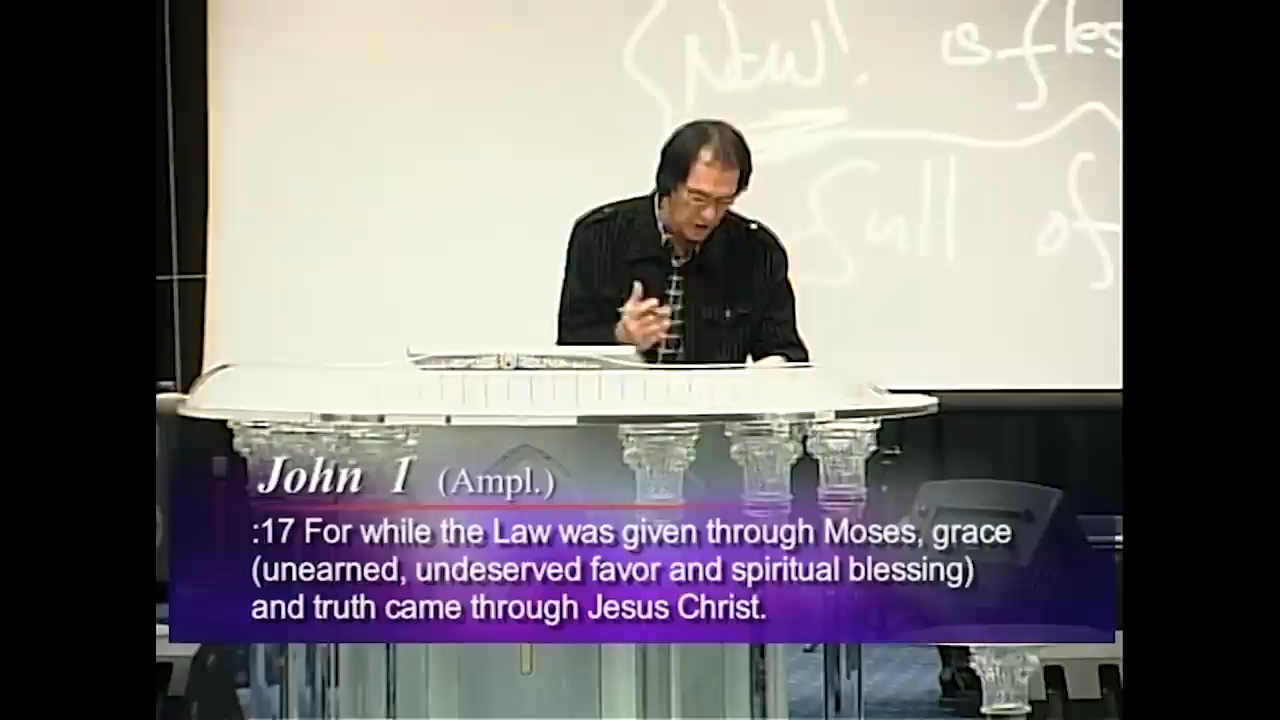 New! is fles
full of
John 1 (Ampl.)
:17 For while the Law was given through Moses, grace
(unearned, undeserved favor and spiritual blessing)
and truth came through Jesus Christ.